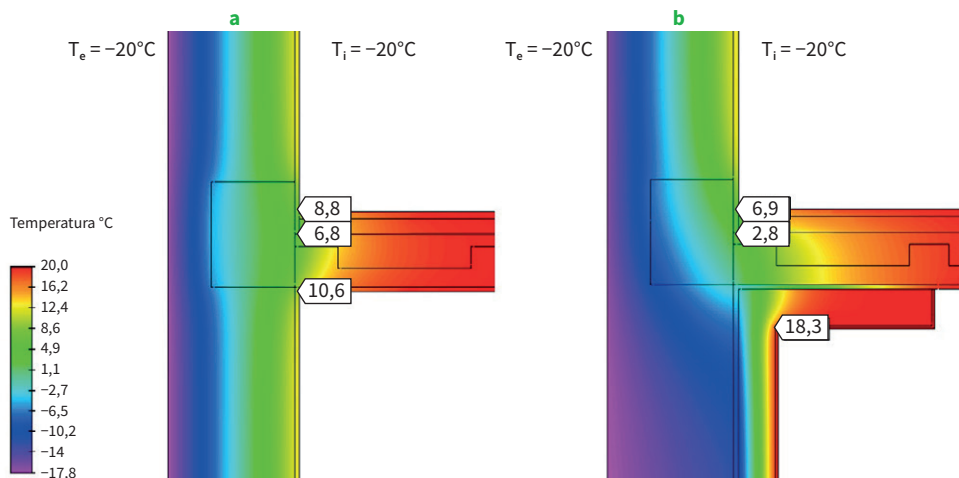 a
Tₑ = −20°C
Tᵢ = −20°C
8,8
6,8
10,6
b
Tₑ = −20°C
Tᵢ = −20°C
6,9
2,8
18,3
Temperatura °C
20,0
16,2
12,4
8,6
4,9
1,1
−2,7
−6,5
−10,2
−14
−17,8